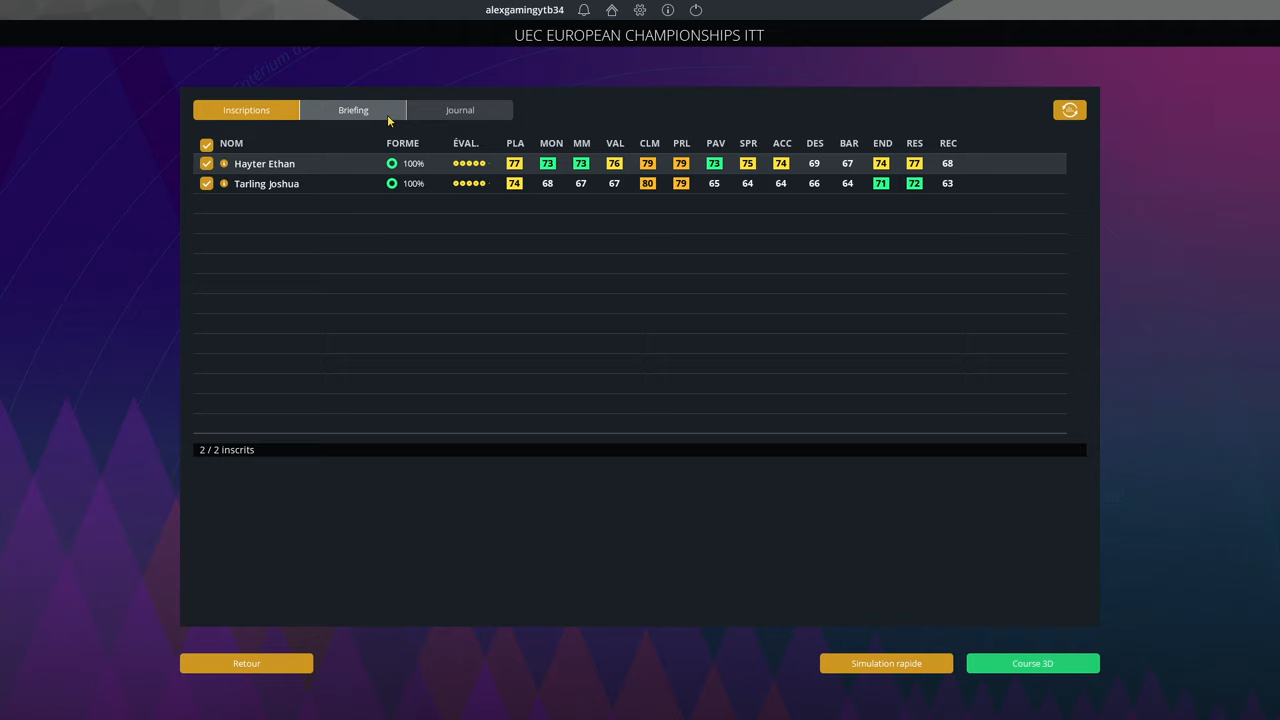 alexgamingytb34
UEC EUROPEAN CHAMPIONSHIPS ITT
Inscriptions Briefing Journal
NOM FORME ÉVAL. PLA MON MM VAL CLM PRL PAV SPR ACC DES BAR END RES REC
Hayter Ethan 100% 77 73 73 76 79 79 73 75 74 69 67 74 77 68
Tarling Joshua 100% 74 68 67 67 80 79 65 64 64 66 64 71 72 63
2 / 2 inscrits
Retour Simulation rapide Course 3D